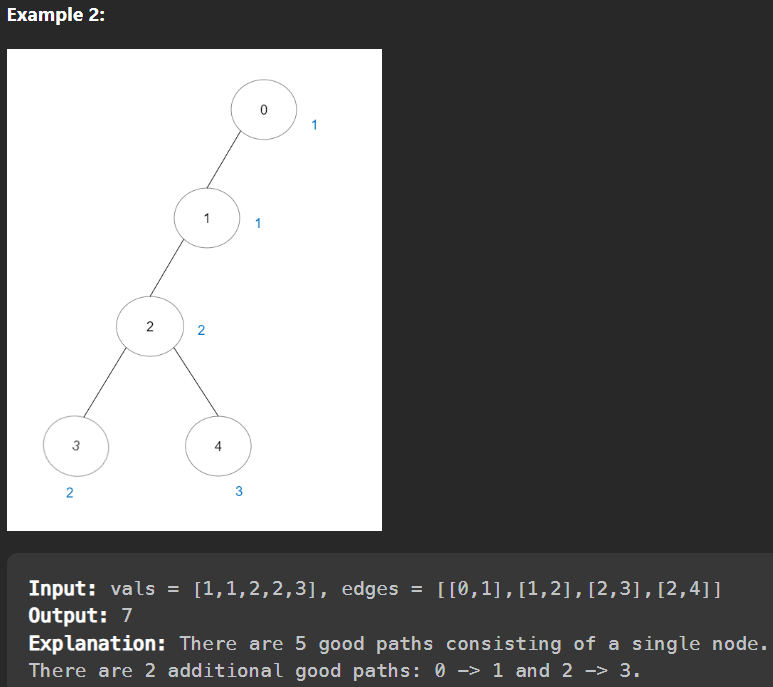 Example 2:
0
1
1
1
2
2
3
4
2
3
Input: vals = [1,1,2,2,3], edges = [[0,1],[1,2],[2,3],[2,4]]
Output: 7
Explanation: There are 5 good paths consisting of a single node.
There are 2 additional good paths: 0 -> 1 and 2 -> 3.